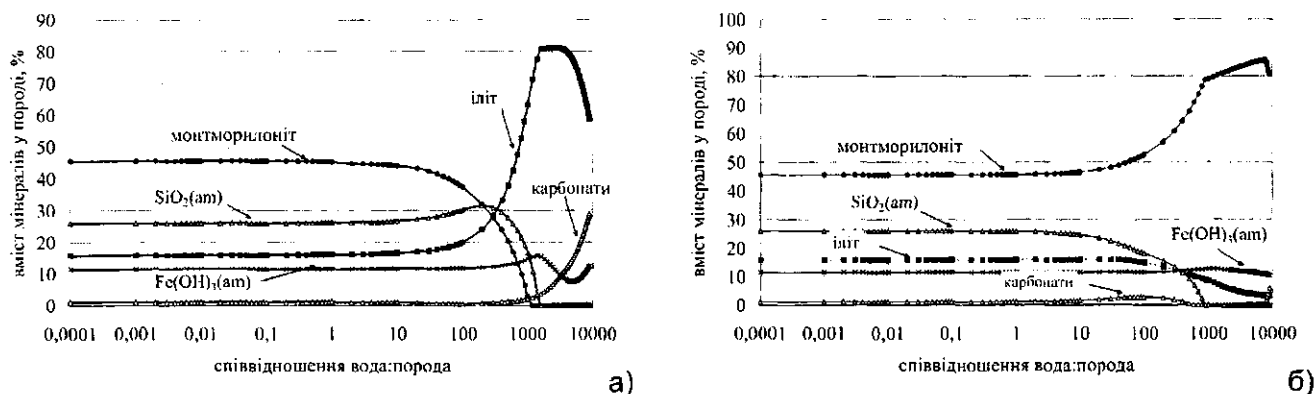 вміст мінералів у породі, %
90
80
70
60
50
40
30
20
10
0
іліт
монтморилоніт
карбонати
SiO₂(am)
Fe(OH)₃(am)
0,0001 0,001 0,01 0,1 1 10 100 1000 10000
співвідношення вода:порода
а)
вміст мінералів у породі, %
100
90
80
70
60
50
40
30
20
10
0
монтморилоніт
SiO₂(am)
Fe(OH)₃(am)
іліт
карбонати
0,0001 0,001 0,01 0,1 1 10 100 1000 10000
співвідношення вода:порода
б)